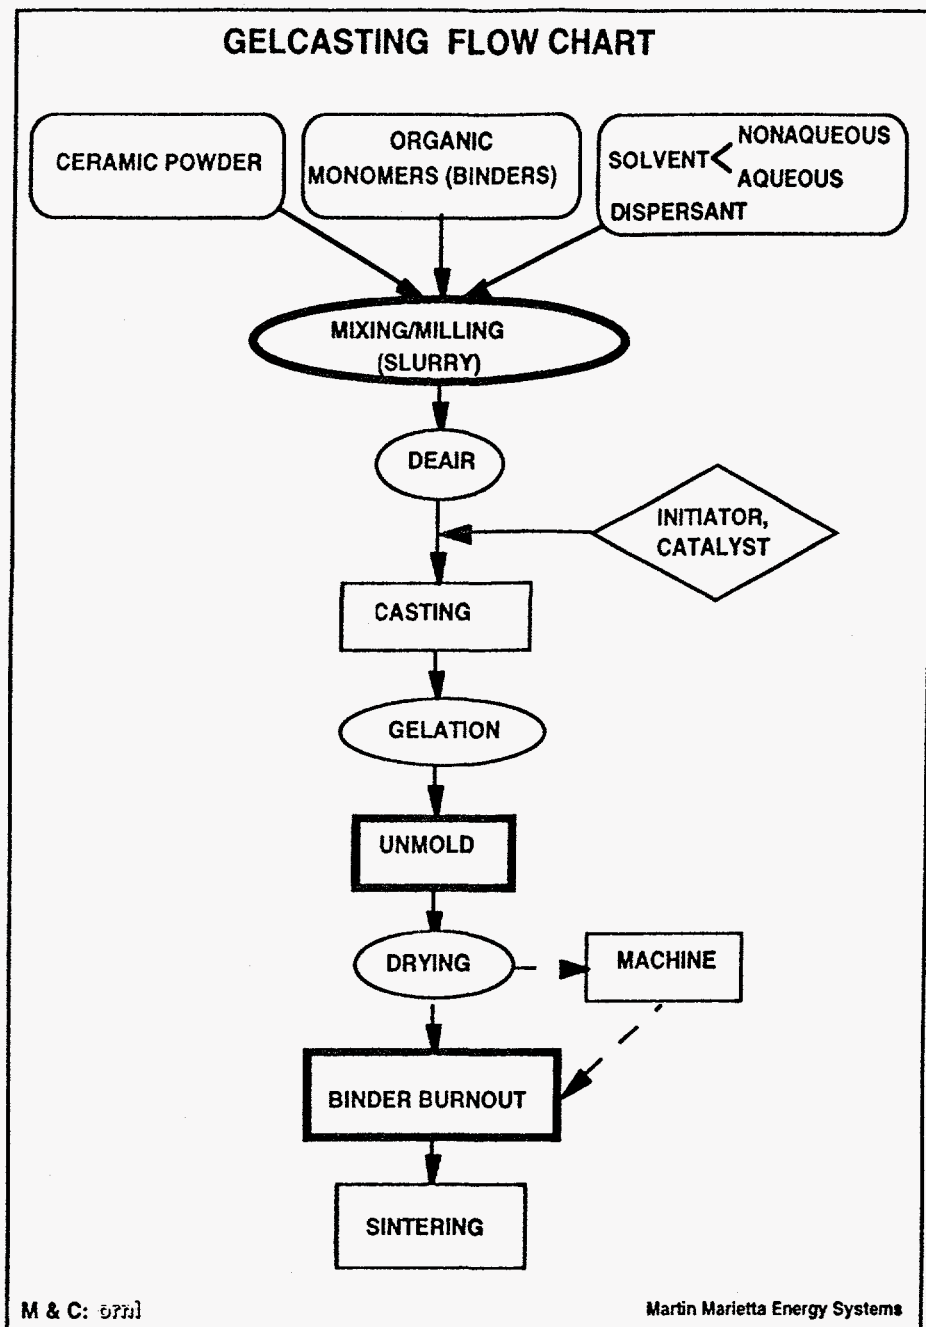 GELCASTING FLOW CHART
CERAMIC POWDER
ORGANIC
MONOMERS (BINDERS)
SOLVENT
NONAQUEOUS
AQUEOUS
DISPERSANT
MIXING/MILLING
(SLURRY)
DEAIR
INITIATOR,
CATALYST
CASTING
GELATION
UNMOLD
DRYING
MACHINE
BINDER BURNOUT
SINTERING
M & C: ornl
Martin Marietta Energy Systems